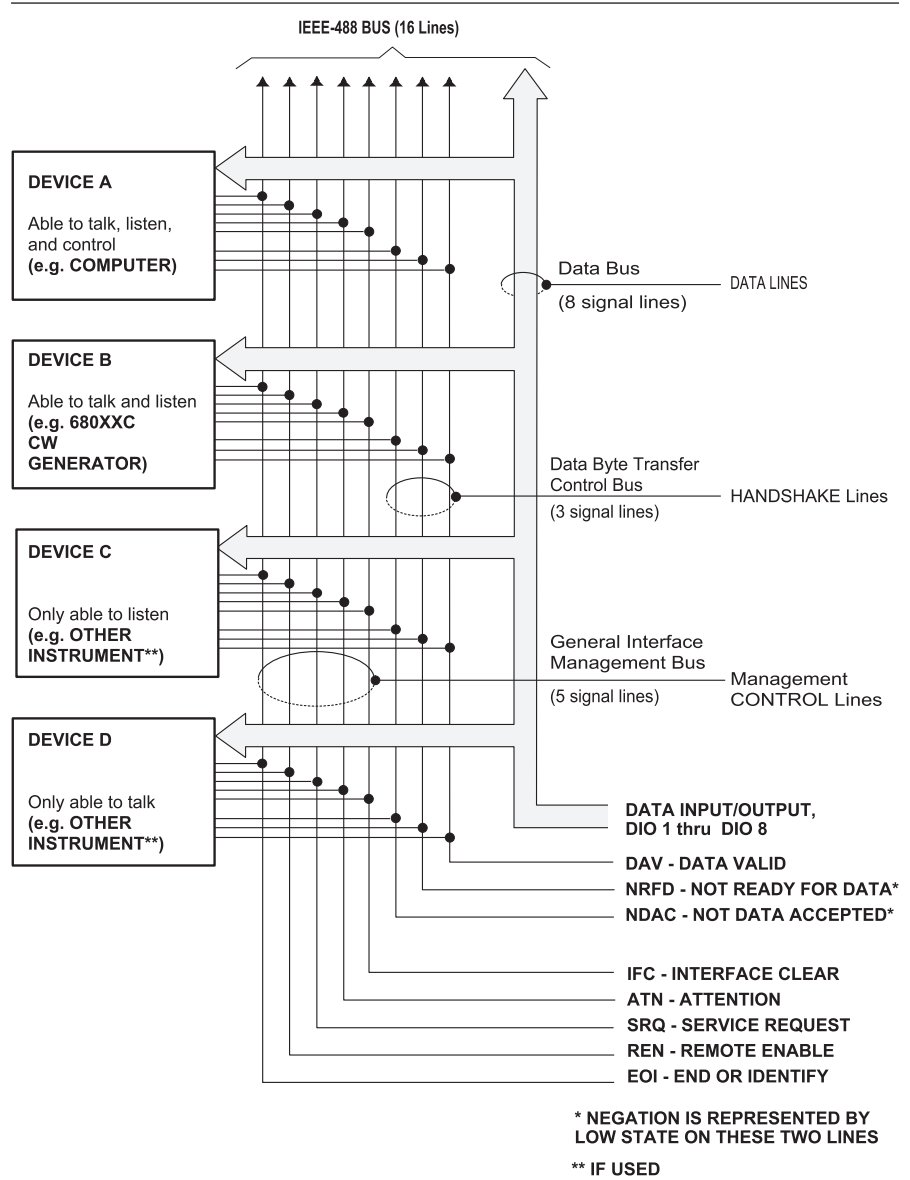 IEEE-488 BUS (16 Lines)
DEVICE A
Able to talk, listen,
and control
(e.g. COMPUTER)
Data Bus
(8 signal lines)
DATA LINES
DEVICE B
Able to talk and listen
(e.g. 680XXC
CW
GENERATOR)
Data Byte Transfer
Control Bus
(3 signal lines)
HANDSHAKE Lines
DEVICE C
Only able to listen
(e.g. OTHER
INSTRUMENT**)
General Interface
Management Bus
(5 signal lines)
Management
CONTROL Lines
DEVICE D
Only able to talk
(e.g. OTHER
INSTRUMENT**)
DATA INPUT/OUTPUT,
DIO 1 thru DIO 8
DAV - DATA VALID
NRFD - NOT READY FOR DATA*
NDAC - NOT DATA ACCEPTED*
IFC - INTERFACE CLEAR
ATN - ATTENTION
SRQ - SERVICE REQUEST
REN - REMOTE ENABLE
EOI - END OR IDENTIFY
* NEGATION IS REPRESENTED BY
LOW STATE ON THESE TWO LINES
** IF USED